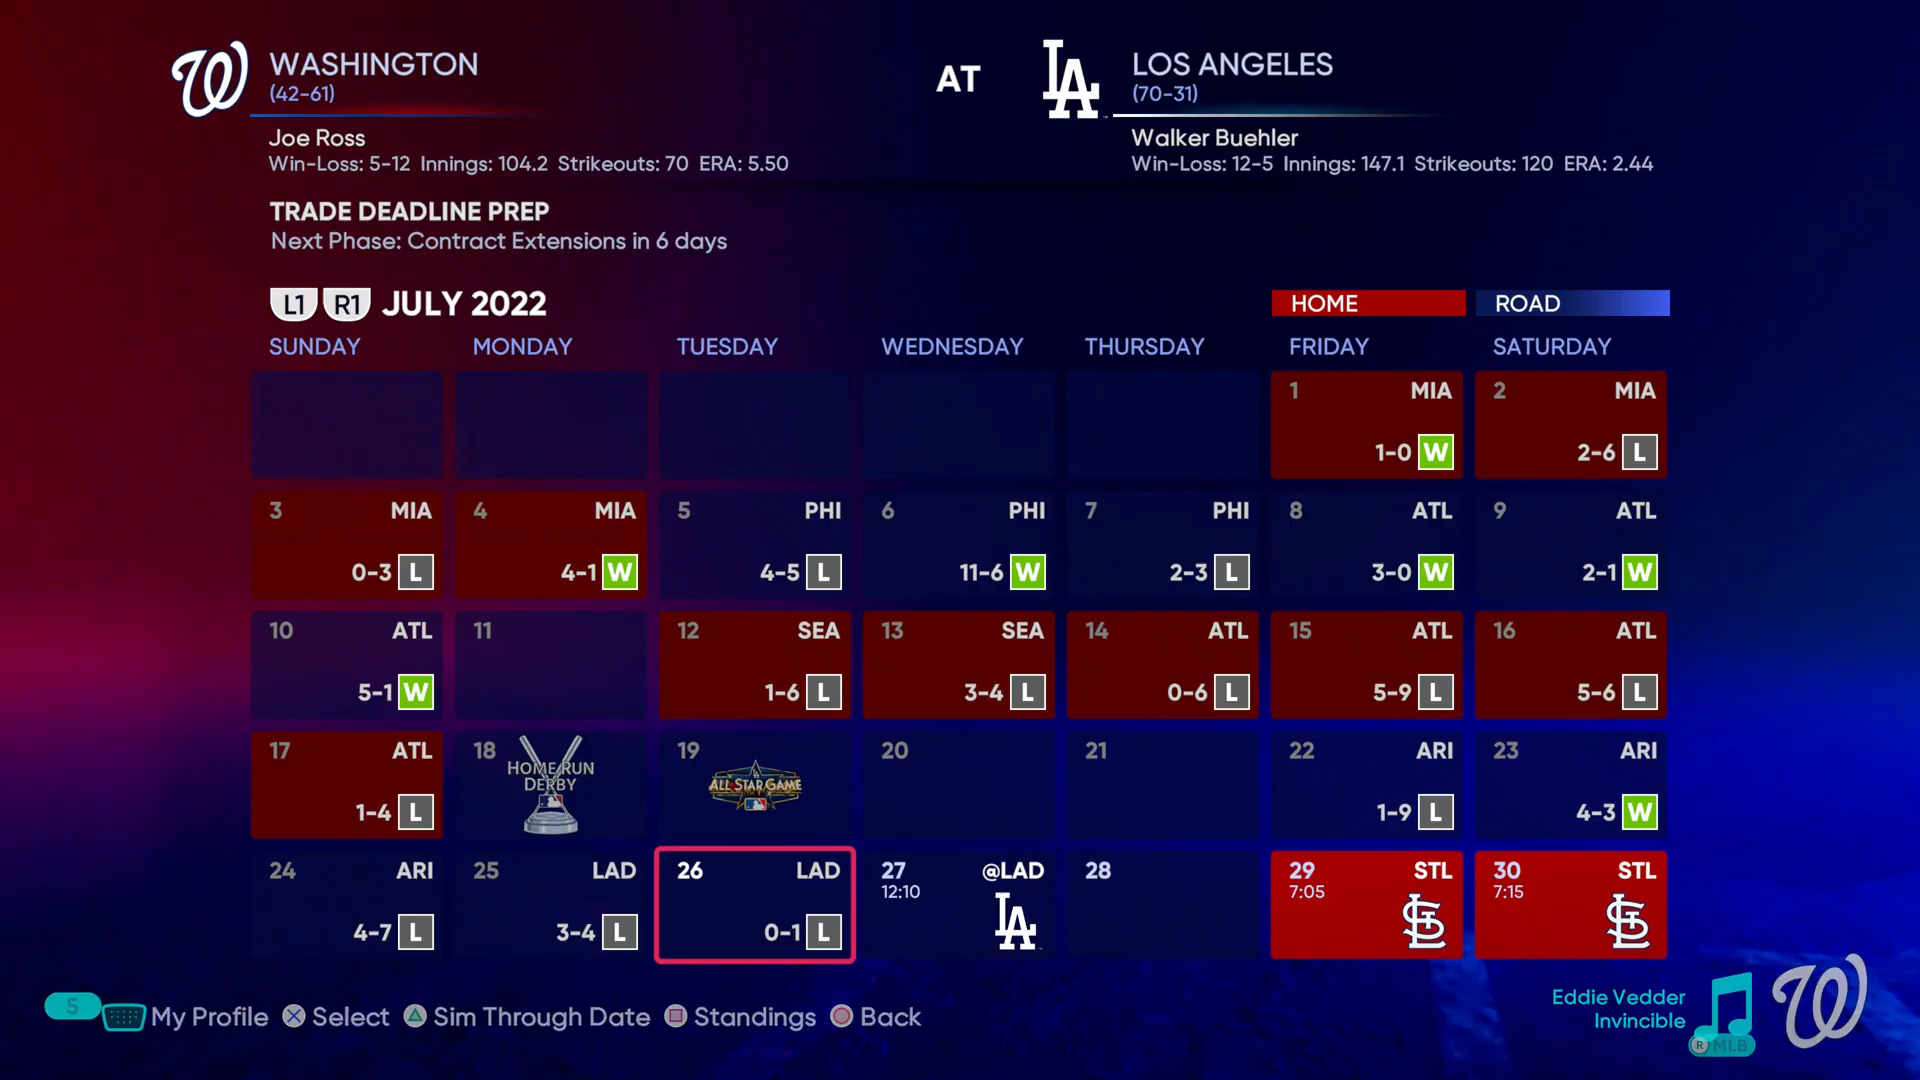 WASHINGTON
(42-61)
Joe Ross
Win-Loss: 5-12 Innings: 104.2 Strikeouts: 70 ERA: 5.50
AT
LA
LOS ANGELES
(70-31)
Walker Buehler
Win-Loss: 12-5 Innings: 147.1 Strikeouts: 120 ERA: 2.44
TRADE DEADLINE PREP
Next Phase: Contract Extensions in 6 days
L1 R1 JULY 2022
HOME ROAD
SUNDAY MONDAY TUESDAY WEDNESDAY THURSDAY FRIDAY SATURDAY
1 MIA 2 MIA
1-0 W 2-6 L
3 MIA 4 MIA 5 PHI 6 PHI 7 PHI 8 ATL 9 ATL
0-3 L 4-1 W 4-5 L 11-6 W 2-3 L 3-0 W 2-1 W
10 ATL 11 12 SEA 13 SEA 14 ATL 15 ATL 16 ATL
5-1 W 1-6 L 3-4 L 0-6 L 5-9 L 5-6 L
17 ATL 18 HOME RUN DERBY 19 ALL STAR GAME 20 21 22 ARI 23 ARI
1-4 L 1-9 L 4-3 W
24 ARI 25 LAD 26 LAD 27 @LAD 28 29 STL 30 STL
12:10 7:05 7:15
4-7 L 3-4 L 0-1 L LA STL STL
5 My Profile Select Sim Through Date Standings Back
Eddie Vedder
Invincible
R MLB
W